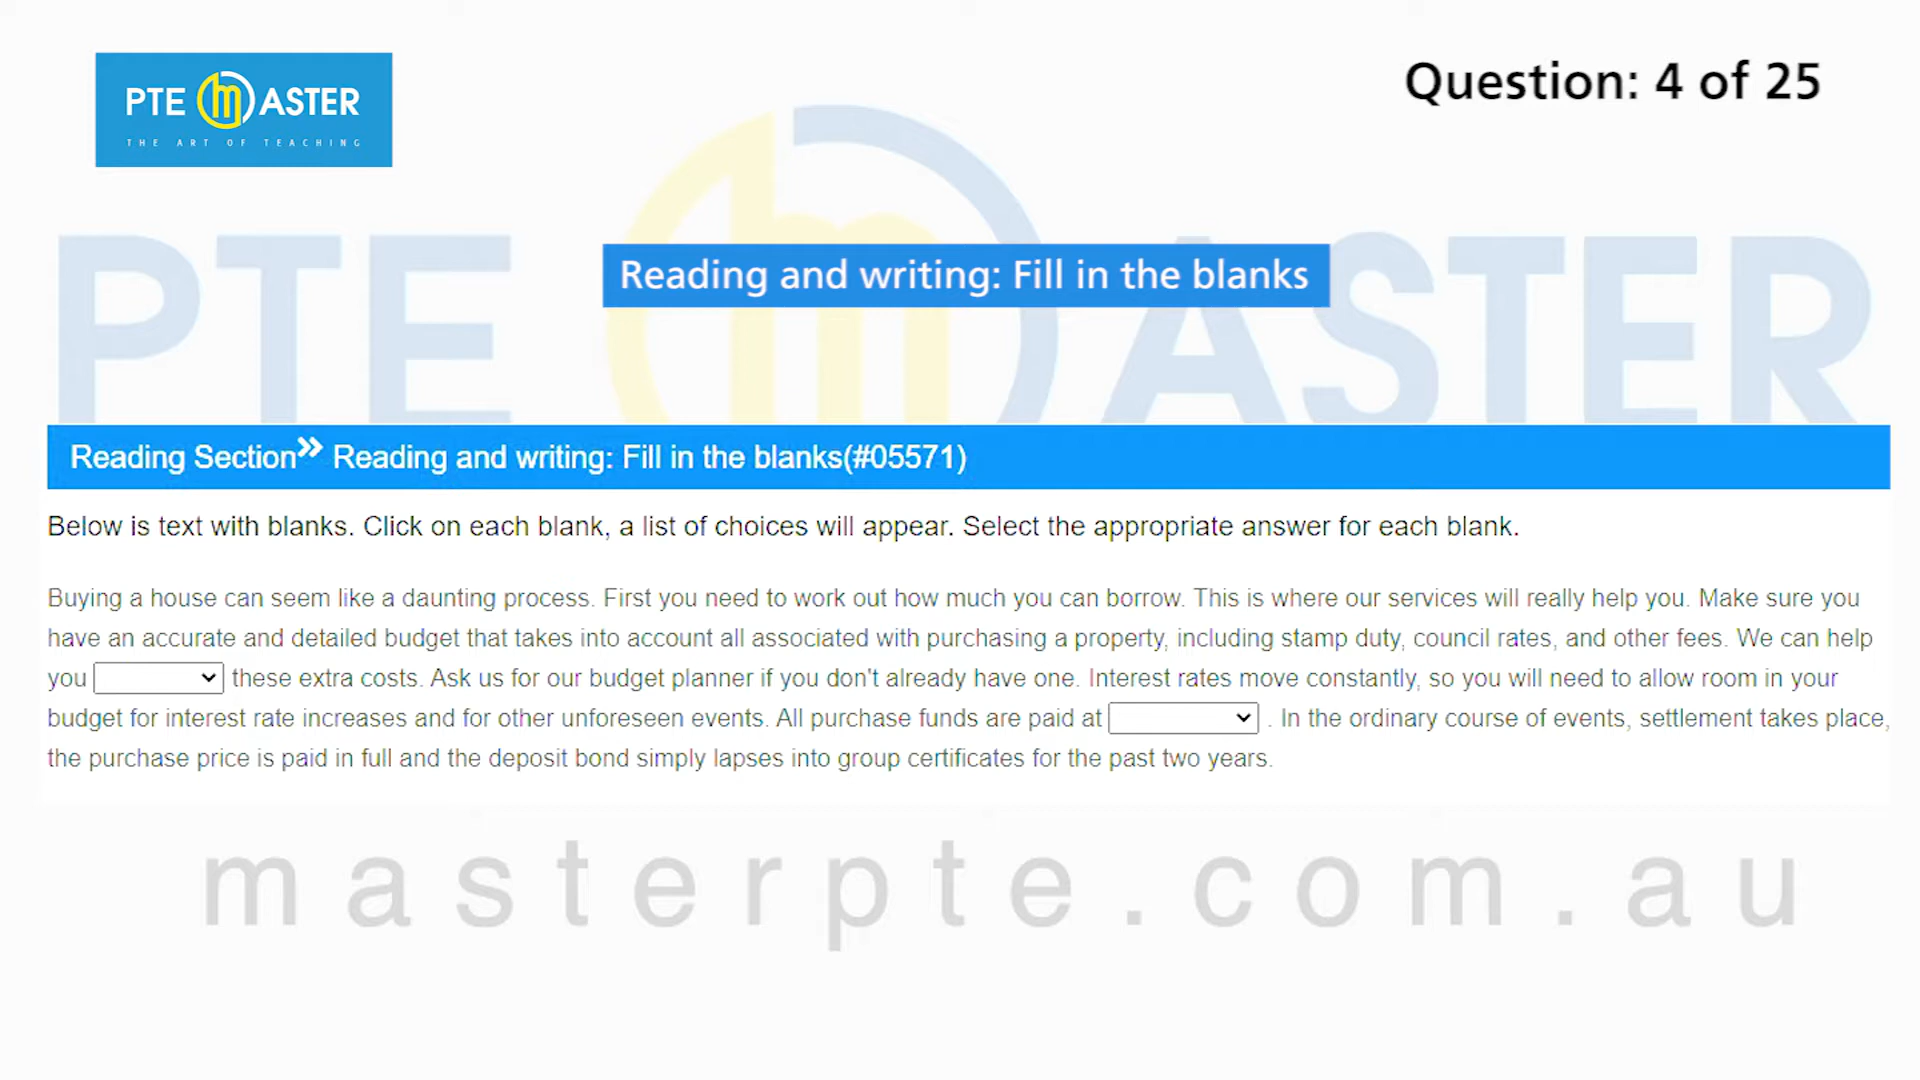 PTE MASTER
THE ART OF TEACHING
Question: 4 of 25
PTE MASTER
Reading and writing: Fill in the blanks
Reading Section» Reading and writing: Fill in the blanks(#05571)
Below is text with blanks. Click on each blank, a list of choices will appear. Select the appropriate answer for each blank.
Buying a house can seem like a daunting process. First you need to work out how much you can borrow. This is where our services will really help you. Make sure you
have an accurate and detailed budget that takes into account all associated with purchasing a property, including stamp duty, council rates, and other fees. We can help
you these extra costs. Ask us for our budget planner if you don't already have one. Interest rates move constantly, so you will need to allow room in your
budget for interest rate increases and for other unforeseen events. All purchase funds are paid at . In the ordinary course of events, settlement takes place,
the purchase price is paid in full and the deposit bond simply lapses into group certificates for the past two years.
masterpte.com.au